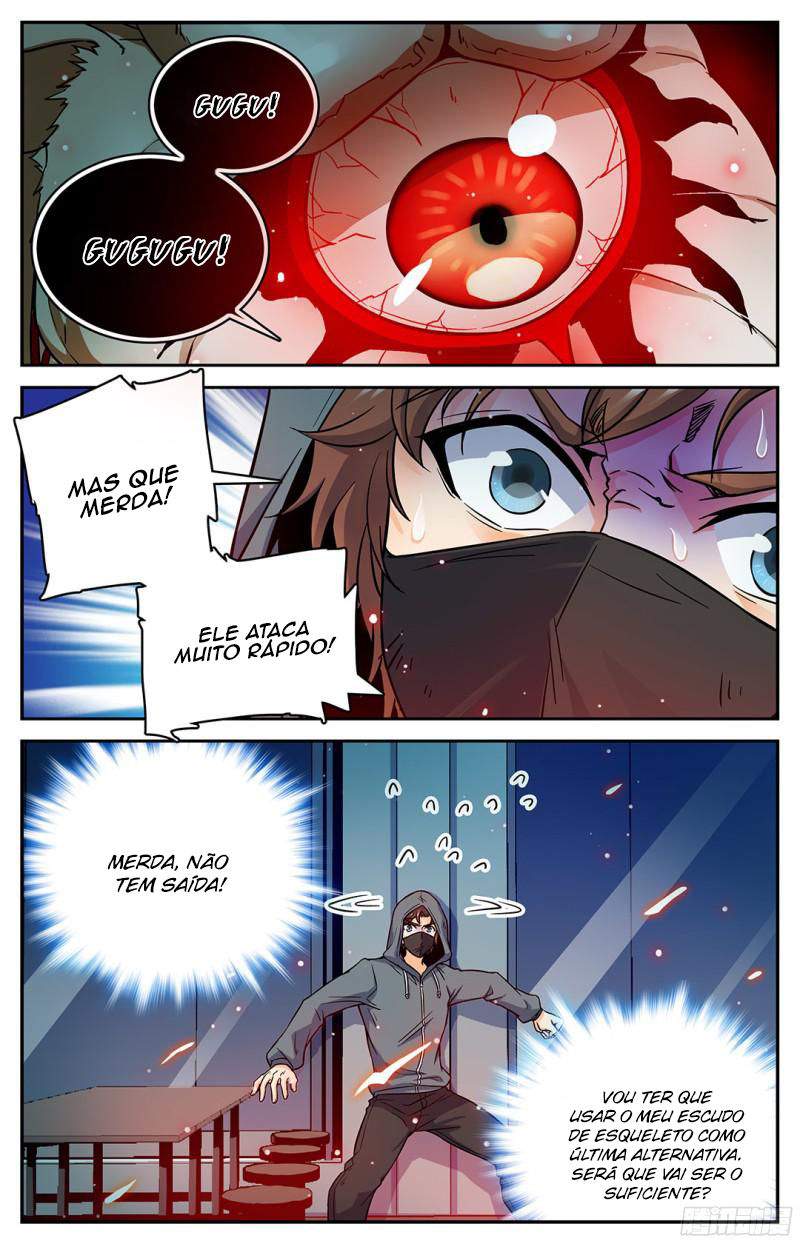 GUGU!
GUGUGU!
MAS QUE
MERDA!
ELE ATACA
MUITO RÁPIDO!
MERDA, NÃO
TEM SAÍDA!
VOU TER QUE
USAR O MEU ESCUDO
DE ESQUELETO COMO
ÚLTIMA ALTERNATIVA.
SERÁ QUE VAI SER O
SUFICIENTE?